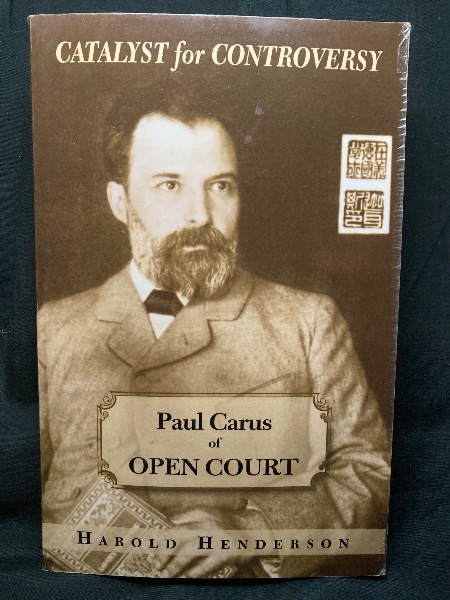 CATALYST for CONTROVERSY
Paul Carus
of
OPEN COURT
HAROLD HENDERSON